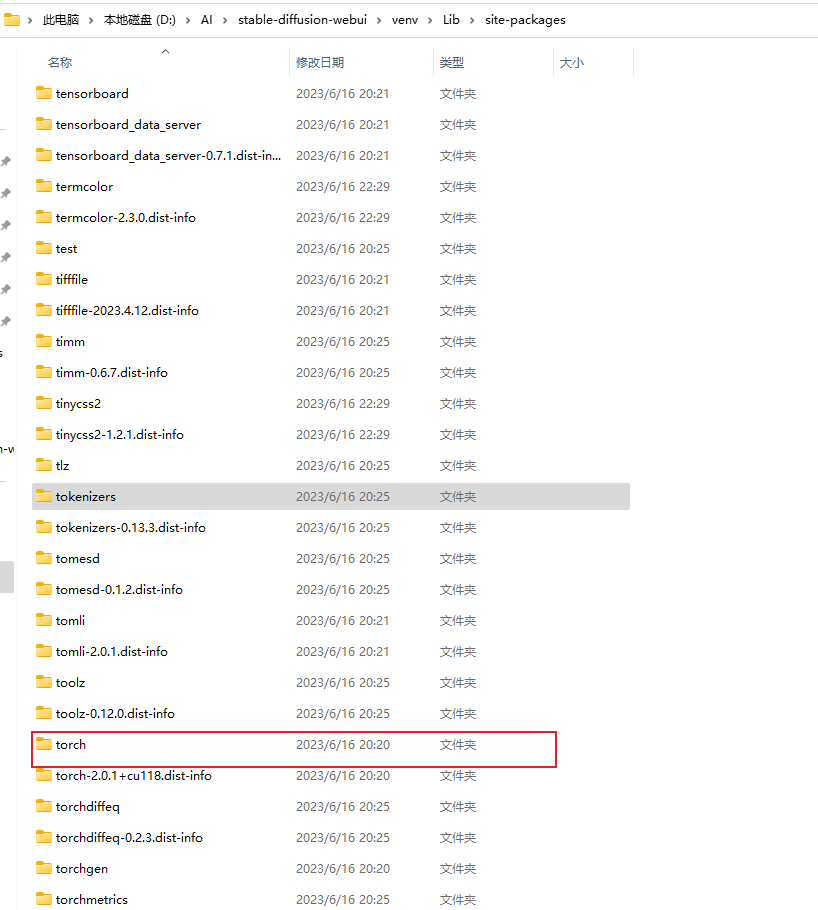 此电脑 › 本地磁盘 (D:) › AI › stable-diffusion-webui › venv › Lib › site-packages
名称 修改日期 类型 大小
tensorboard 2023/6/16 20:21 文件夹
tensorboard_data_server 2023/6/16 20:21 文件夹
tensorboard_data_server-0.7.1.dist-in... 2023/6/16 20:21 文件夹
termcolor 2023/6/16 22:29 文件夹
termcolor-2.3.0.dist-info 2023/6/16 22:29 文件夹
test 2023/6/16 20:25 文件夹
tifffile 2023/6/16 20:21 文件夹
tifffile-2023.4.12.dist-info 2023/6/16 20:21 文件夹
timm 2023/6/16 20:25 文件夹
timm-0.6.7.dist-info 2023/6/16 20:25 文件夹
tinycss2 2023/6/16 22:29 文件夹
tinycss2-1.2.1.dist-info 2023/6/16 22:29 文件夹
tlz 2023/6/16 20:25 文件夹
tokenizers 2023/6/16 20:25 文件夹
tokenizers-0.13.3.dist-info 2023/6/16 20:25 文件夹
tomesd 2023/6/16 20:25 文件夹
tomesd-0.1.2.dist-info 2023/6/16 20:25 文件夹
tomli 2023/6/16 20:21 文件夹
tomli-2.0.1.dist-info 2023/6/16 20:21 文件夹
toolz 2023/6/16 20:25 文件夹
toolz-0.12.0.dist-info 2023/6/16 20:25 文件夹
torch 2023/6/16 20:20 文件夹
torch-2.0.1+cu118.dist-info 2023/6/16 20:20 文件夹
torchdiffeq 2023/6/16 20:25 文件夹
torchdiffeq-0.2.3.dist-info 2023/6/16 20:25 文件夹
torchgen 2023/6/16 20:20 文件夹
torchmetrics 2023/6/16 20:25 文件夹